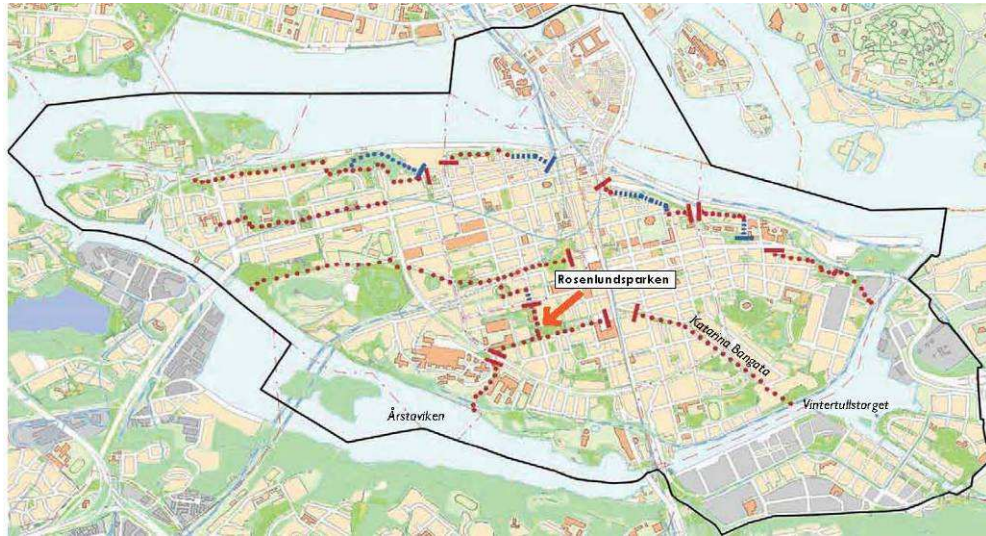 Rosenlundsparken
Katarina Bangata
Årstaviken
Vintertullstorget